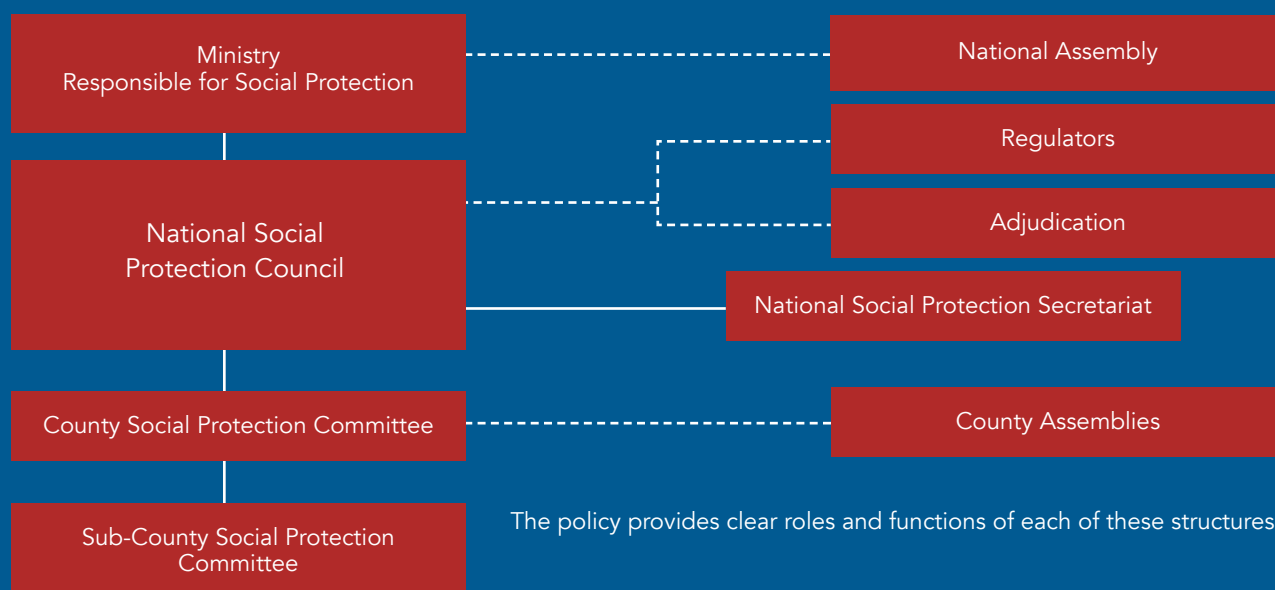 Ministry
Responsible for Social Protection
National Assembly
Regulators
Adjudication
National Social
Protection Council
National Social Protection Secretariat
County Social Protection Committee
County Assemblies
The policy provides clear roles and functions of each of these structures
Sub-County Social Protection
Committee